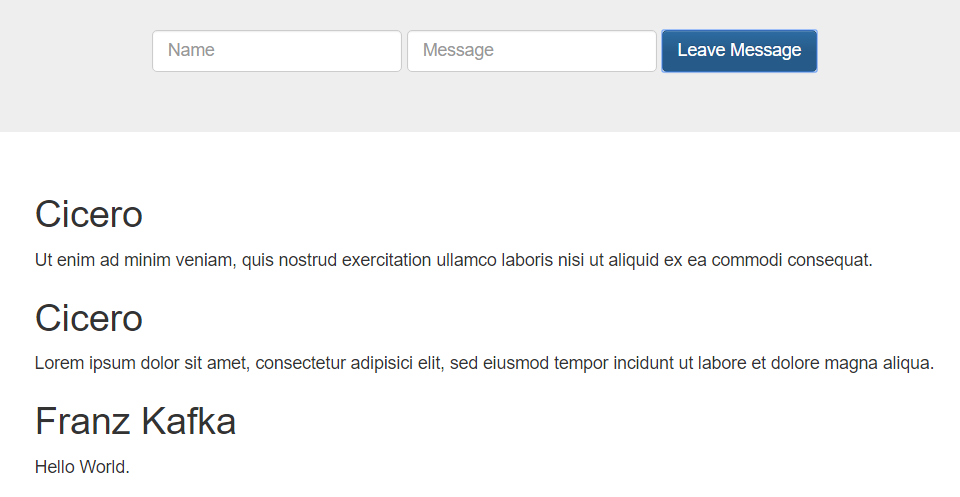 Name Message Leave Message
Cicero
Ut enim ad minim veniam, quis nostrud exercitation ullamco laboris nisi ut aliquid ex ea commodi consequat.
Cicero
Lorem ipsum dolor sit amet, consectetur adipisici elit, sed eiusmod tempor incidunt ut labore et dolore magna aliqua.
Franz Kafka
Hello World.